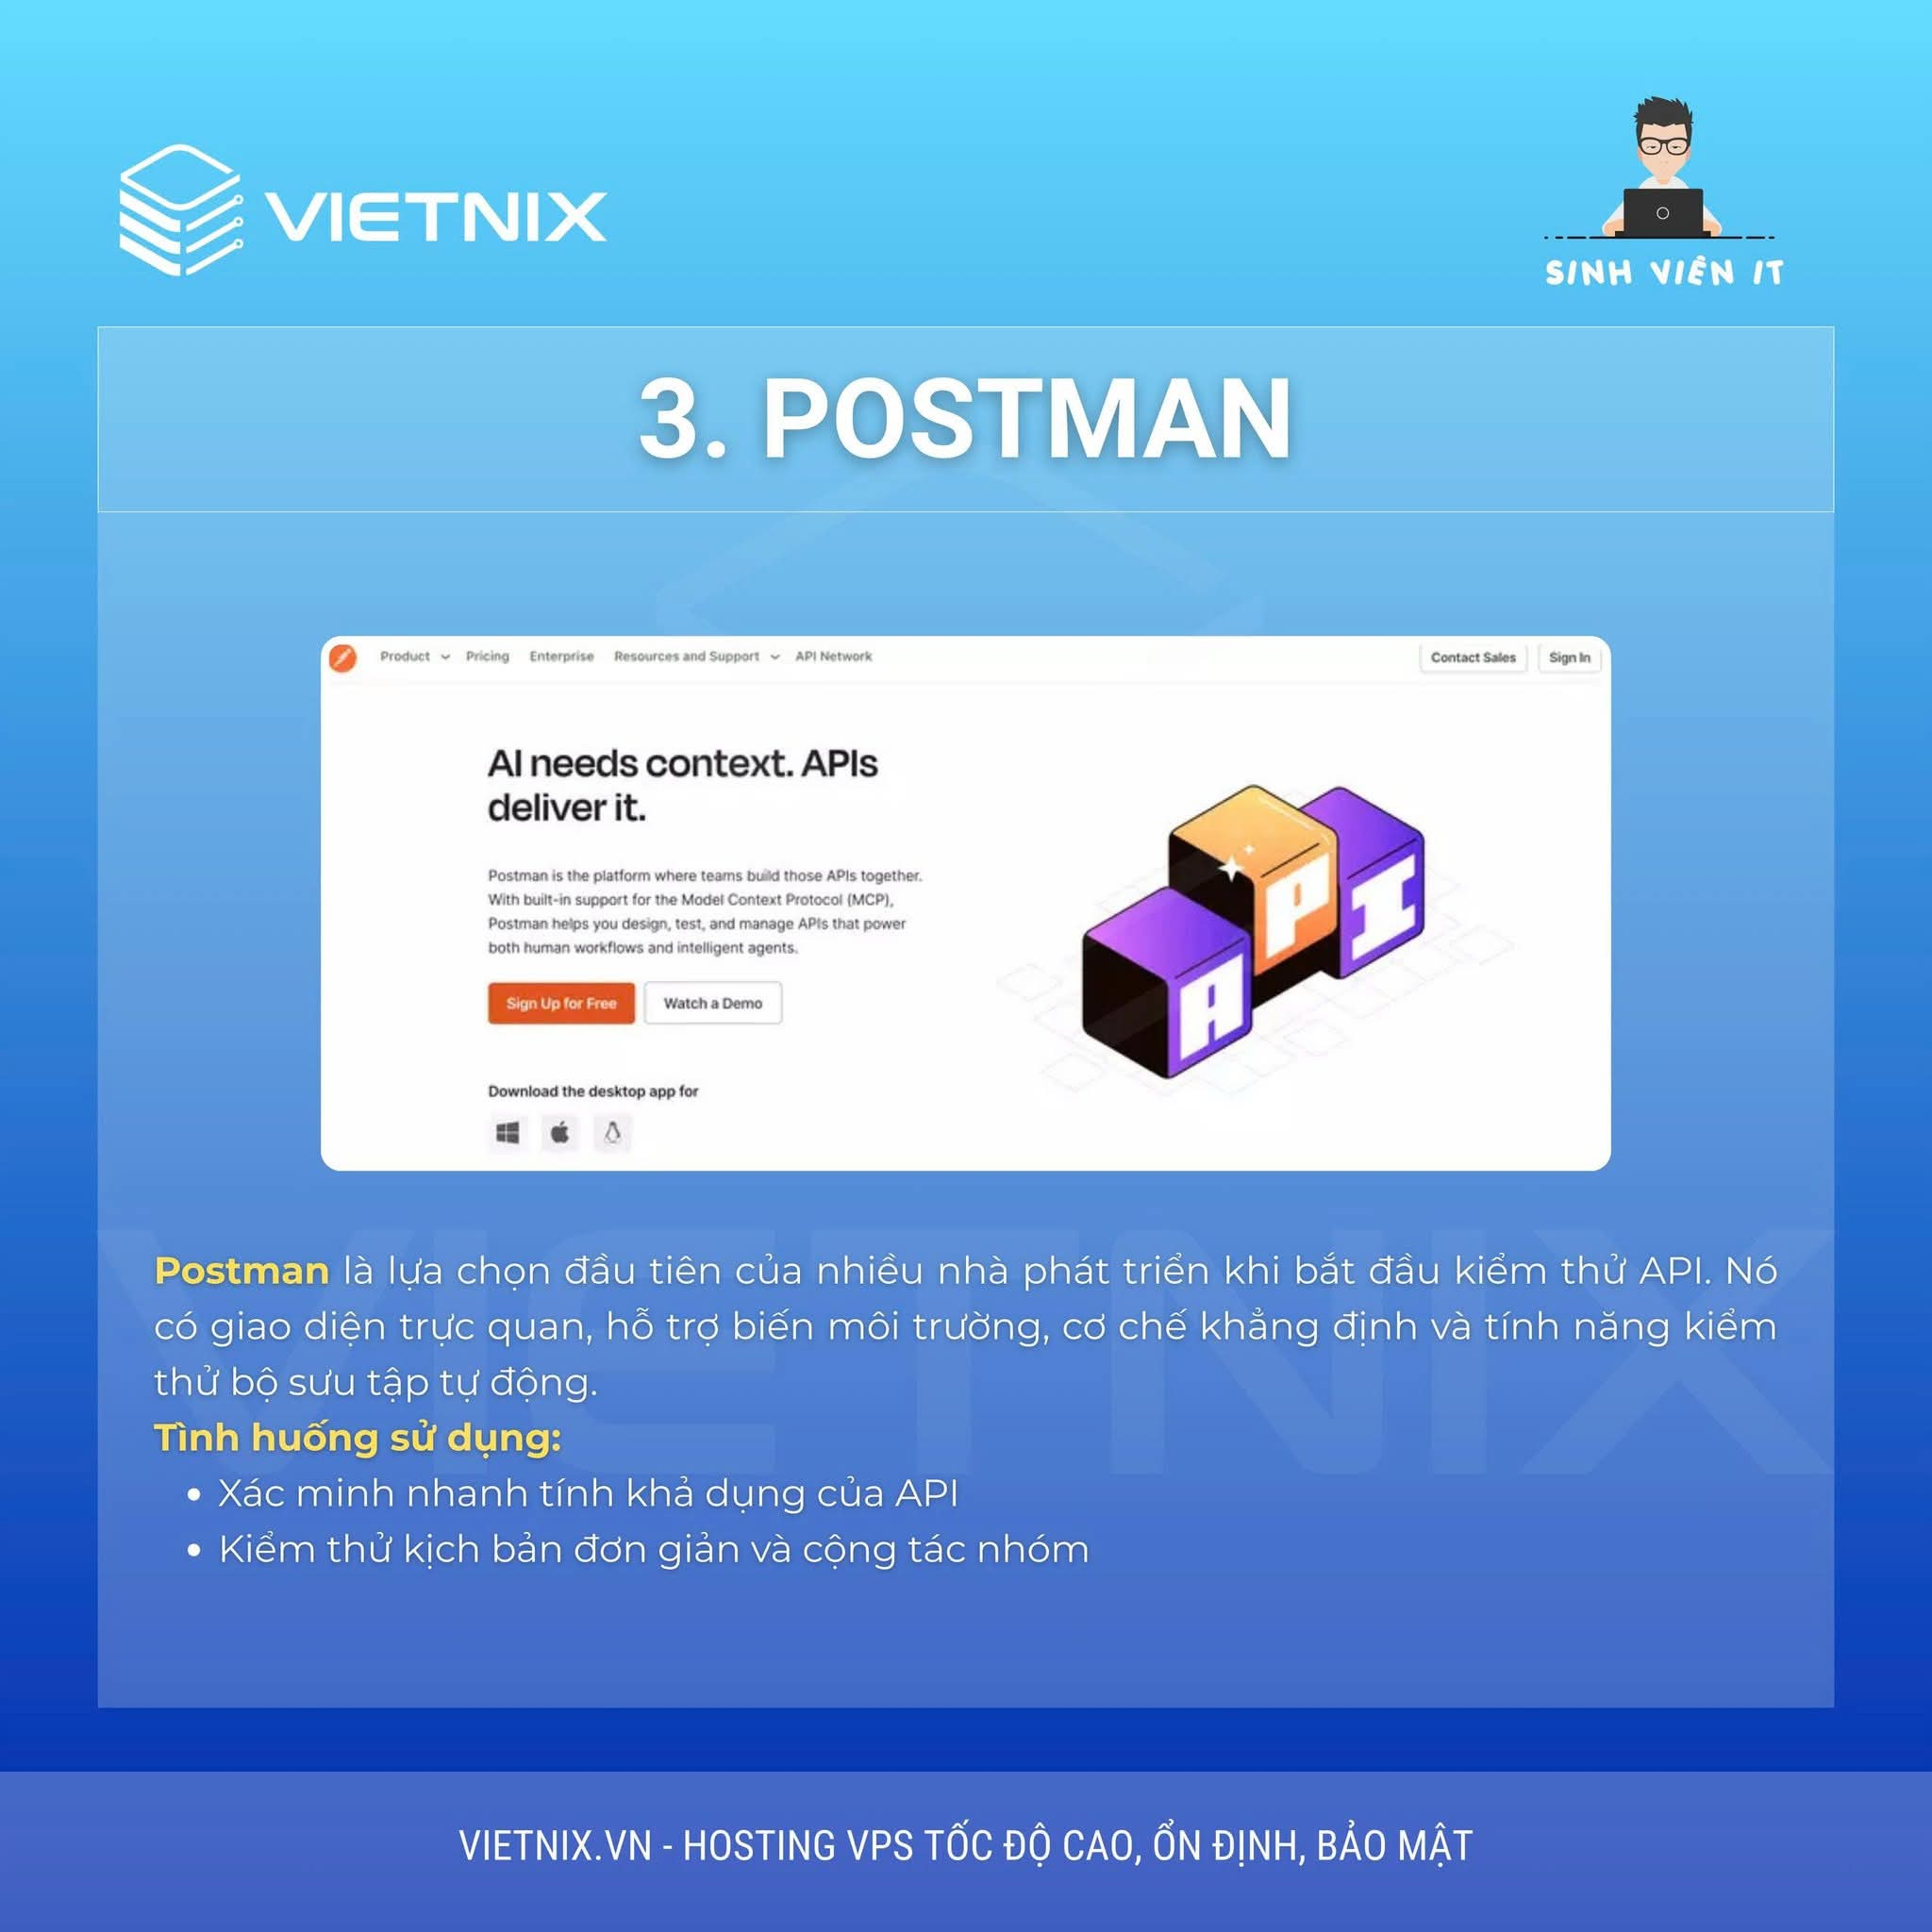 VIETNIX
SINH VIÊN IT
3. POSTMAN
Product Pricing Enterprise Resources and Support API Network Contact Sales Sign In
AI needs context. APIs
deliver it.
Postman is the platform where teams build those APIs together.
With built-in support for the Model Context Protocol (MCP),
Postman helps you design, test, and manage APIs that power
both human workflows and intelligent agents.
Sign Up for Free Watch a Demo
Download the desktop app for
API
Postman là lựa chọn đầu tiên của nhiều nhà phát triển khi bắt đầu kiểm thử API. Nó
có giao diện trực quan, hỗ trợ biến môi trường, cơ chế khẳng định và tính năng kiểm
thử bộ sưu tập tự động.
Tình huống sử dụng:
• Xác minh nhanh tính khả dụng của API
• Kiểm thử kịch bản đơn giản và cộng tác nhóm
VIETNIX
VIETNIX.VN - HOSTING VPS TỐC ĐỘ CAO, ỔN ĐỊNH, BẢO MẬT